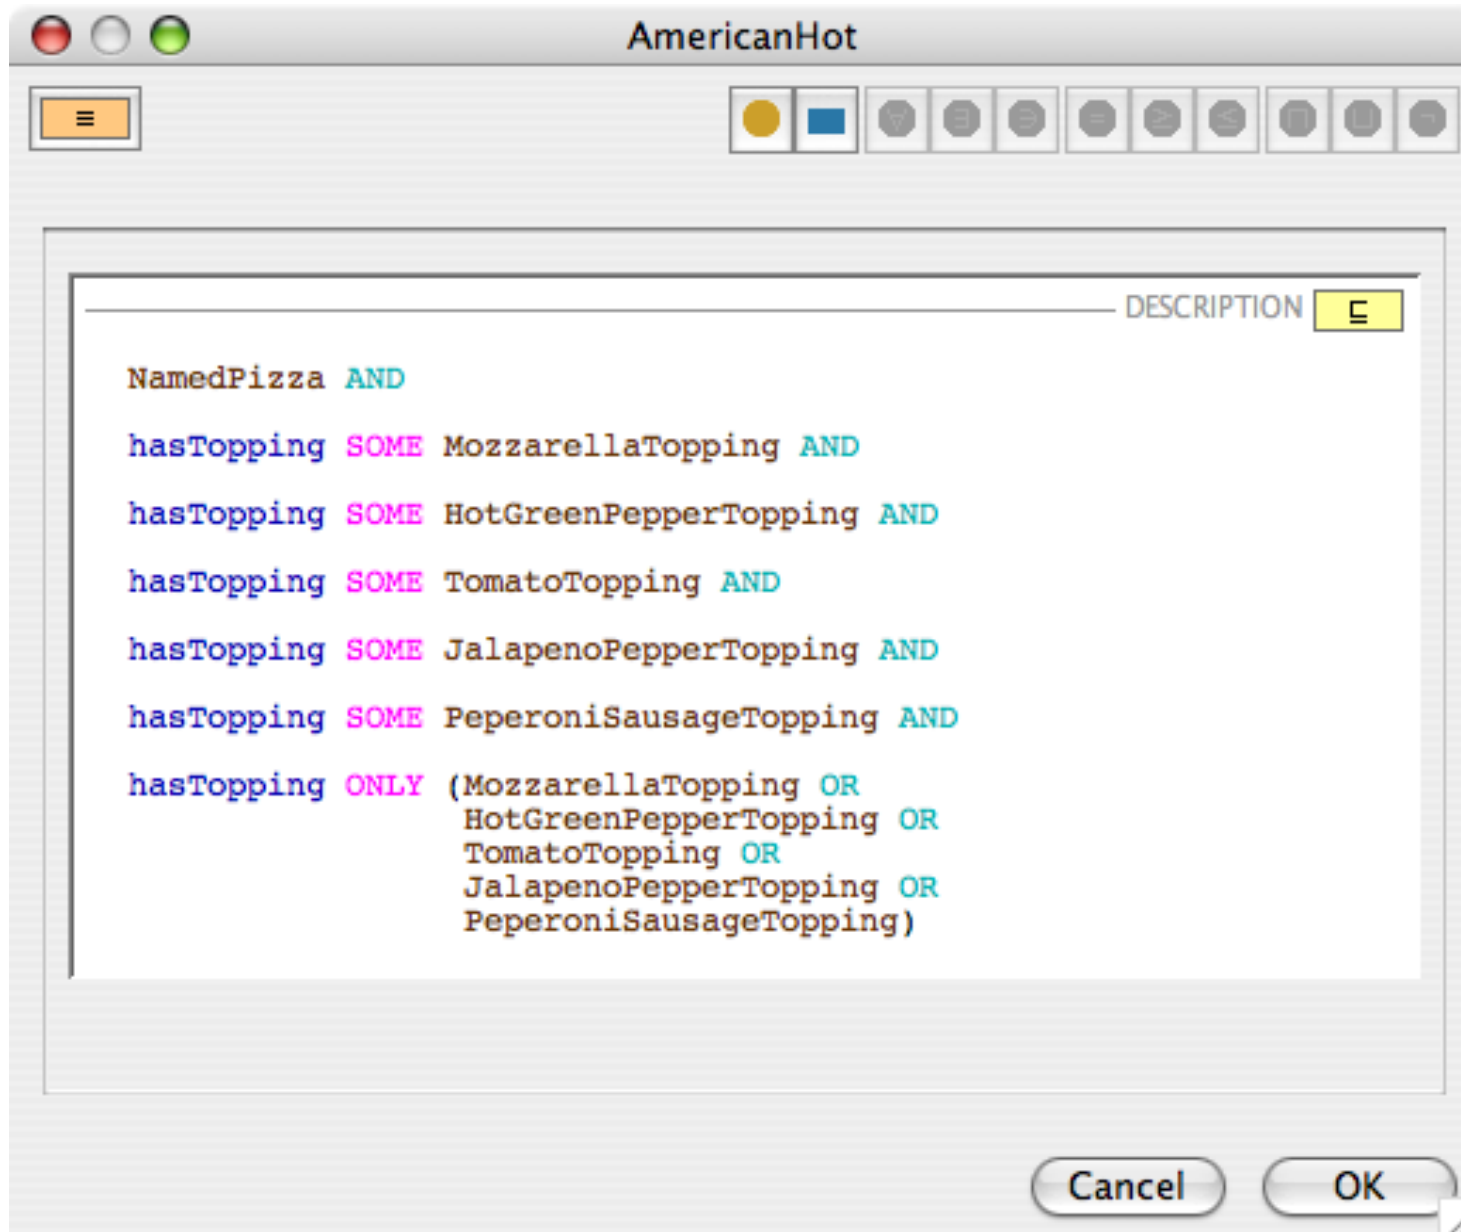 AmericanHot
≡
∀ ∃ ∋ = ≥ ≤ ⊓ ⊔ ¬
DESCRIPTION ⊑
NamedPizza AND
hasTopping SOME MozzarellaTopping AND
hasTopping SOME HotGreenPepperTopping AND
hasTopping SOME TomatoTopping AND
hasTopping SOME JalapenoPepperTopping AND
hasTopping SOME PeperoniSausageTopping AND
hasTopping ONLY (MozzarellaTopping OR
HotGreenPepperTopping OR
TomatoTopping OR
JalapenoPepperTopping OR
PeperoniSausageTopping)
Cancel OK